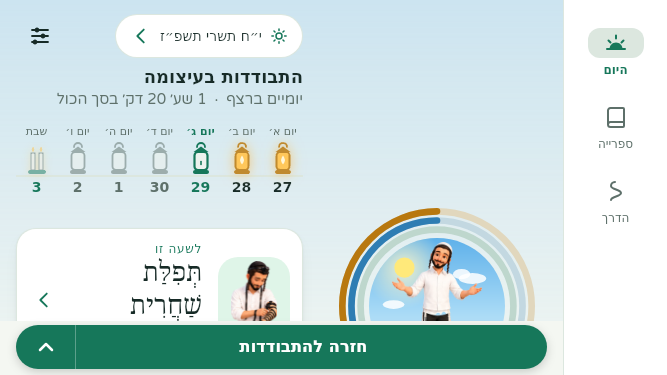 היום
ספרייה
הדרך
י״ח תשרי תשפ״ז
התבודדות בעיצומה
יומיים ברצף · 1 שע׳ 20 דק׳ בסך הכול
יום א׳ יום ב׳ יום ג׳ יום ד׳ יום ה׳ יום ו׳ שבת
27 28 29 30 1 2 3
לשעה זו
תְּפִלַּת
שַׁחֲרִית
חזרה להתבודדות